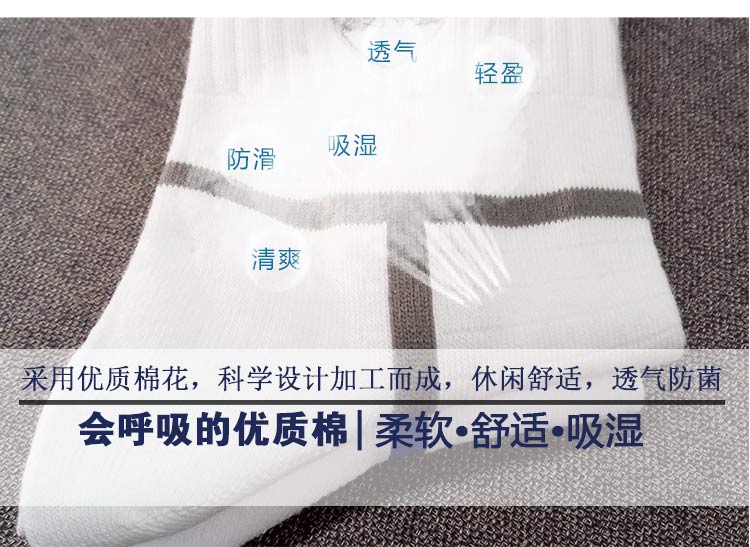 透气
轻盈
吸湿
防滑
清爽
采用优质棉花，科学设计加工而成，休闲舒适，透气防菌
会呼吸的优质棉|柔软•舒适•吸湿